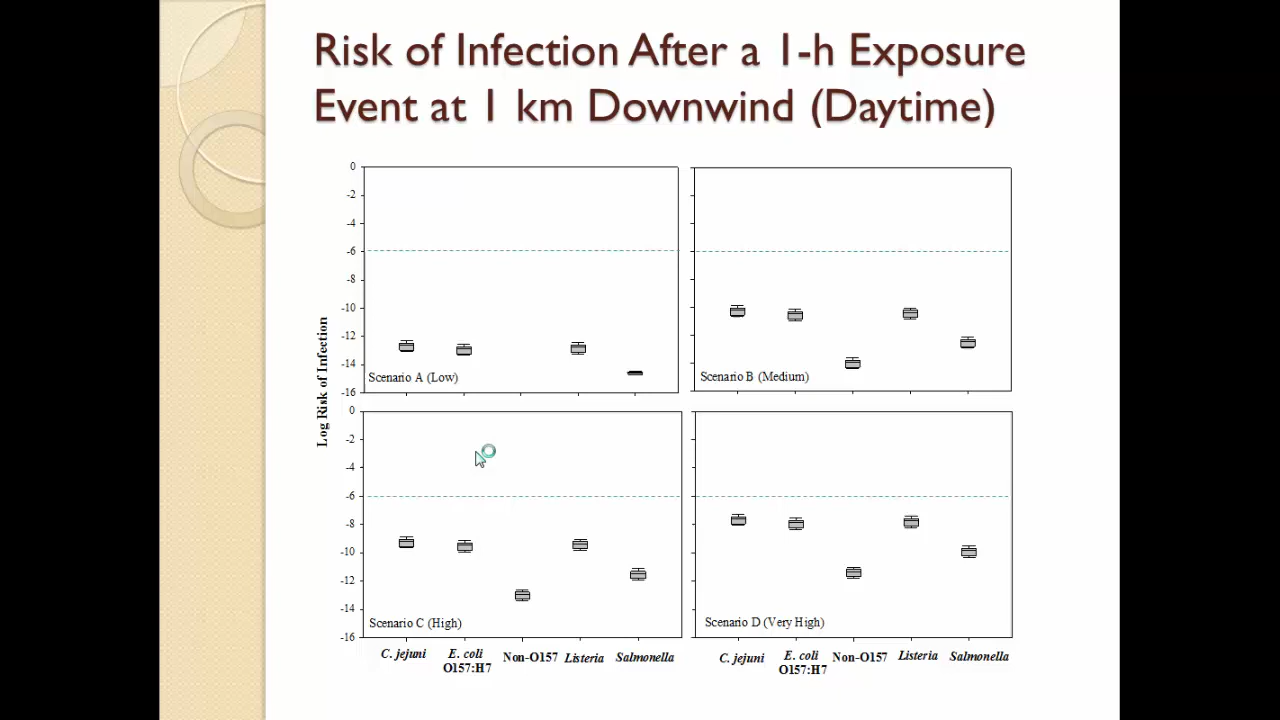 Risk of Infection After a 1-h Exposure
Event at 1 km Downwind (Daytime)
Log Risk of Infection
0
-2
-4
-6
-8
-10
-12
-14
-16
Scenario A (Low)
Scenario B (Medium)
0
-2
-4
-6
-8
-10
-12
-14
-16
Scenario C (High)
Scenario D (Very High)
C. jejuni
E. coli
O157:H7
Non-O157
Listeria
Salmonella
C. jejuni
E. coli
O157:H7
Non-O157
Listeria
Salmonella